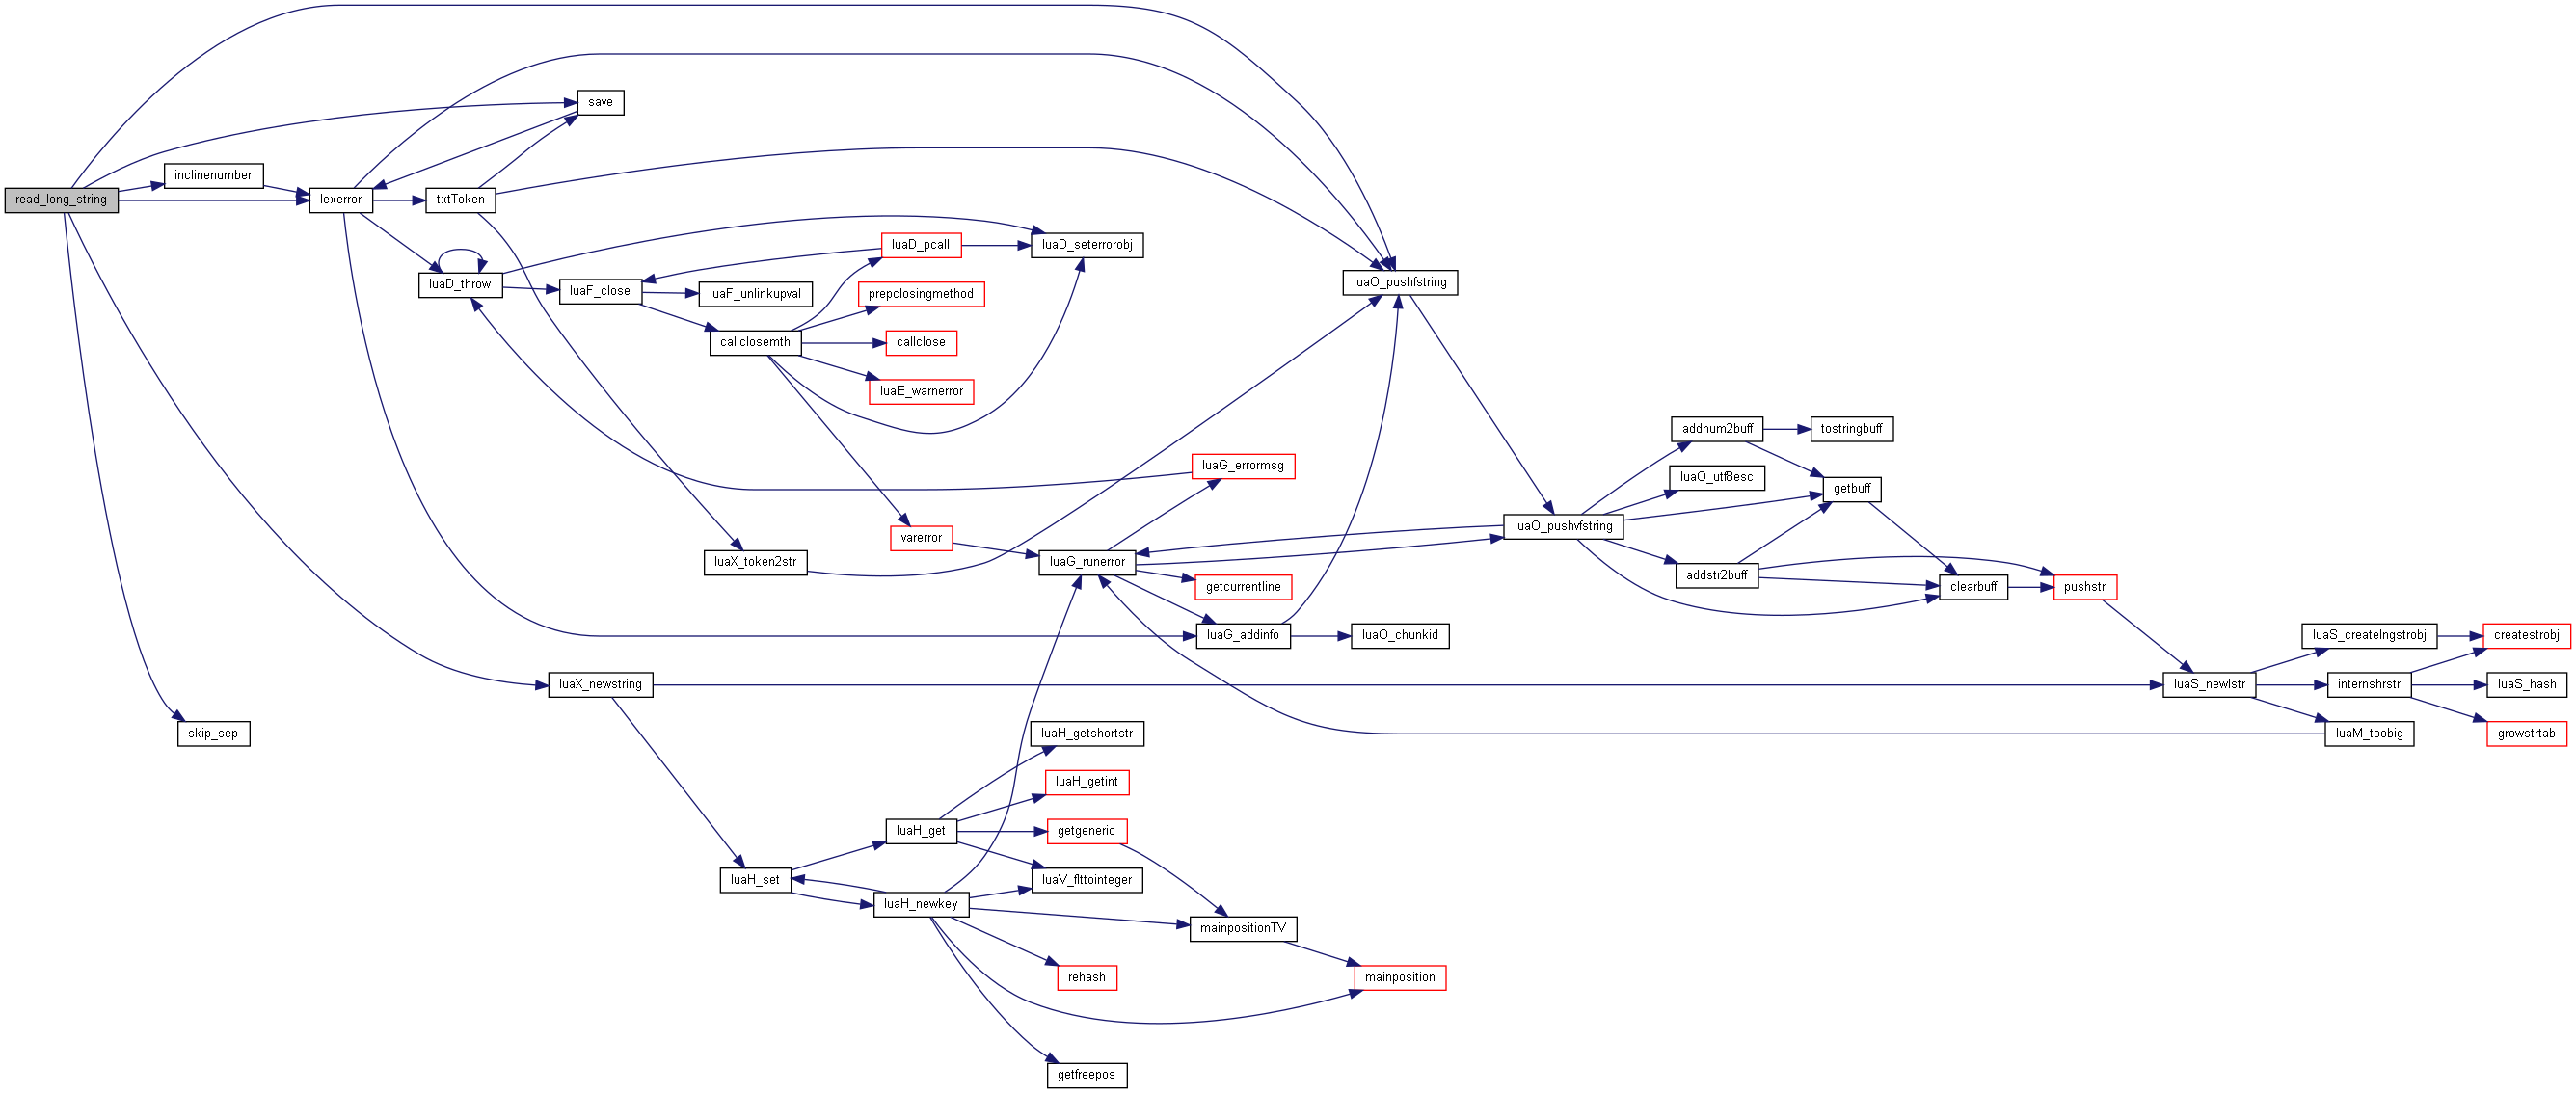 save
inclinenumber
read_long_string
lexerror
txtToken
luaD_pcall
luaD_seterrorobj
luaD_throw
luaF_close
luaF_unlinkupval
prepclosingmethod
luaO_pushfstring
callclosemth
callclose
luaE_warnerror
addnum2buff
tostringbuff
luaG_errormsg
luaO_utf8esc
getbuff
luaO_pushvfstring
varerror
luaX_token2str
luaG_runerror
getcurrentline
addstr2buff
clearbuff
pushstr
luaG_addinfo
luaO_chunkid
luaS_createlngstrobj
createstrobj
luaX_newstring
luaS_newlstr
internshrstr
luaS_hash
skip_sep
luaH_getshortstr
luaM_toobig
growstrtab
luaH_getint
luaH_get
getgeneric
luaH_set
luaV_flttointeger
luaH_newkey
mainpositionTV
rehash
mainposition
getfreepos